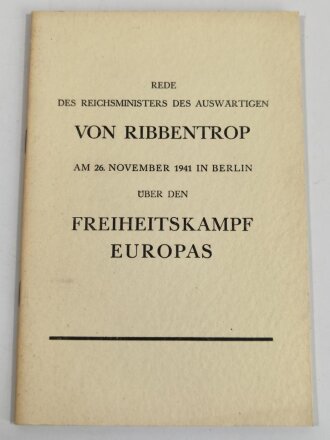 REDE
DES REICHSMINISTERS DES AUSWÄRTIGEN
VON RIBBENTROP
AM 26. NOVEMBER 1941 IN BERLIN
ÜBER DEN
FREIHEITSKAMPF
EUROPAS